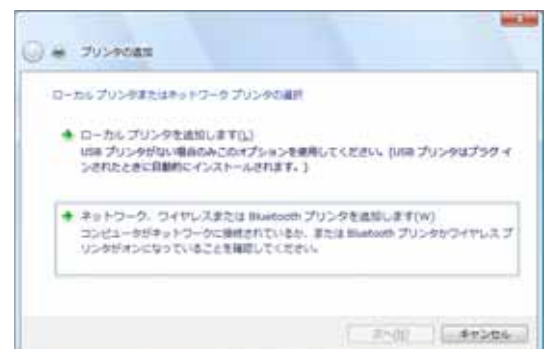 プリンタの追加
ローカル プリンタまたはネットワーク プリンタの選択
ローカル プリンタを追加します(L)
USB プリンタがない場合のみこのオプションを使用してください。(USB プリンタはプラグ イ
ンされたときに自動的にインストールされます。)
ネットワーク、ワイヤレスまたは Bluetooth プリンタを追加します(W)
コンピュータがネットワークに接続されているか、または Bluetooth プリンタかワイヤレス プ
リンタがオンになっていることを確認してください。
次へ(N)
キャンセル